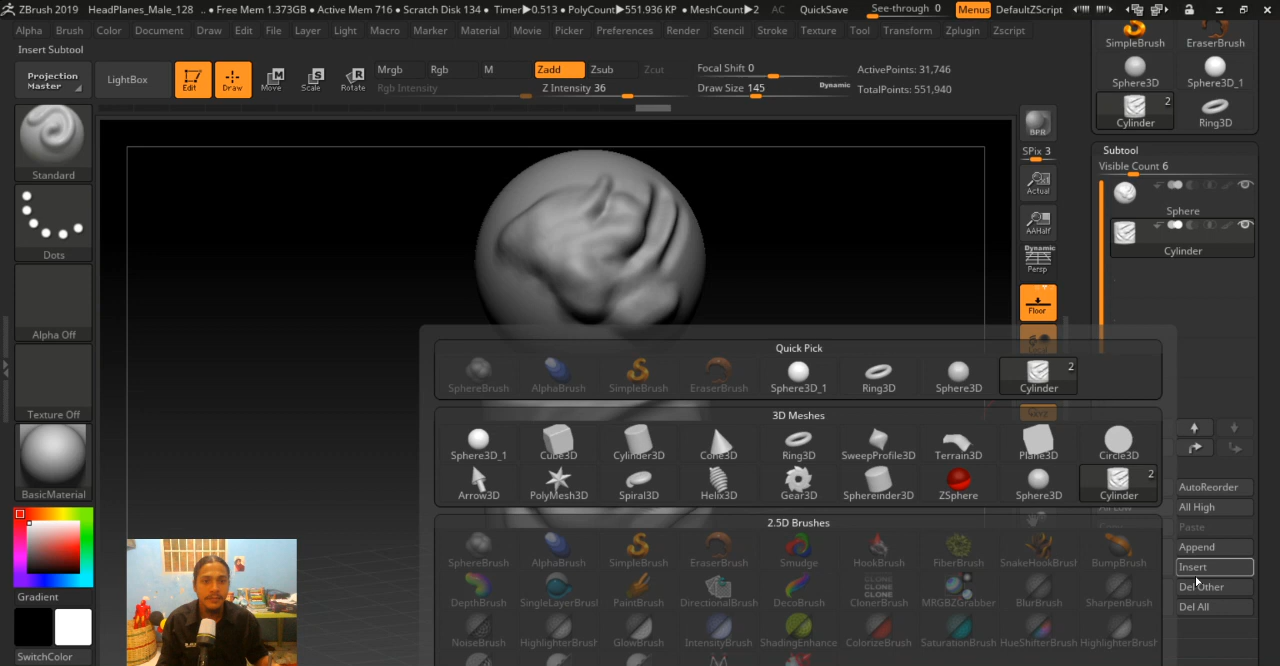 ZBrush 2019 HeadPlanes_Male_128 .. • Free Mem 1.373GB • Active Mem 716 • Scratch Disk 134 • Timer▶0.513 • PolyCount▶551.936 KP • MeshCount▶2 AC QuickSave See-through 0 Menus DefaultZScript
Alpha Brush Color Document Draw Edit File Layer Light Macro Marker Material Movie Picker Preferences Render Stencil Stroke Texture Tool Transform Zplugin Zscript
Insert Subtool
Projection Master
LightBox
Edit
Draw
Move
Scale
Rotate
Mrgb Rgb M
Rgb Intensity
Zadd Zsub Zcut
Z Intensity 36
Focal Shift 0
Draw Size 145 Dynamic
ActivePoints: 31,746
TotalPoints: 551,940
SimpleBrush EraserBrush
Sphere3D Sphere3D_1
2
Cylinder Ring3D
Subtool
Visible Count 6
Sphere
Cylinder
Standard
Dots
Alpha Off
Texture Off
BasicMaterial
Gradient
SwitchColor
BPR
SPix 3
Actual
AAHalf
Dynamic
Persp
Floor
Quick Pick
SphereBrush AlphaBrush SimpleBrush EraserBrush Sphere3D_1 Ring3D Sphere3D Cylinder 2
3D Meshes
Sphere3D_1 Cube3D Cylinder3D Cone3D Ring3D SweepProfile3D Terrain3D Plane3D Circle3D
Arrow3D PolyMesh3D Spiral3D Helix3D Gear3D Sphereinder3D ZSphere Sphere3D Cylinder 2
2.5D Brushes
SphereBrush AlphaBrush SimpleBrush EraserBrush Smudge HookBrush FiberBrush SnakeHookBrush BumpBrush
DepthBrush SingleLayerBrush PaintBrush DirectionalBrush DecoBrush ClonerBrush MRGBZGrabber BlurBrush SharpenBrush
CLONE
CLONE
NoiseBrush HighlighterBrush GlowBrush IntensityBrush ShadingEnhance ColorizeBrush SaturationBrush HueShifterBrush HighlighterBrush
AutoReorder
All High
All Low
Paste
Append
Insert
Del Other
Del All